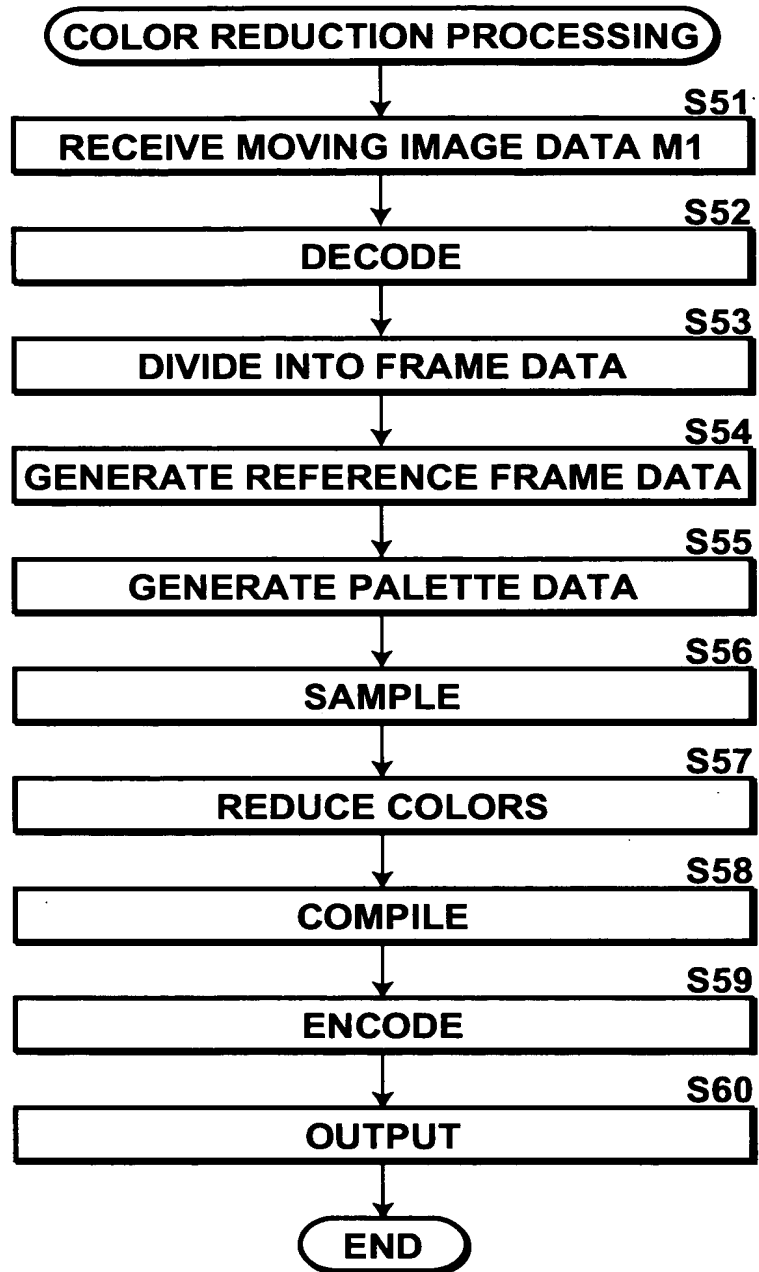 COLOR REDUCTION PROCESSING
S51
RECEIVE MOVING IMAGE DATA M1
S52
DECODE
S53
DIVIDE INTO FRAME DATA
S54
GENERATE REFERENCE FRAME DATA
S55
GENERATE PALETTE DATA
S56
SAMPLE
S57
REDUCE COLORS
S58
COMPILE
S59
ENCODE
S60
OUTPUT
END